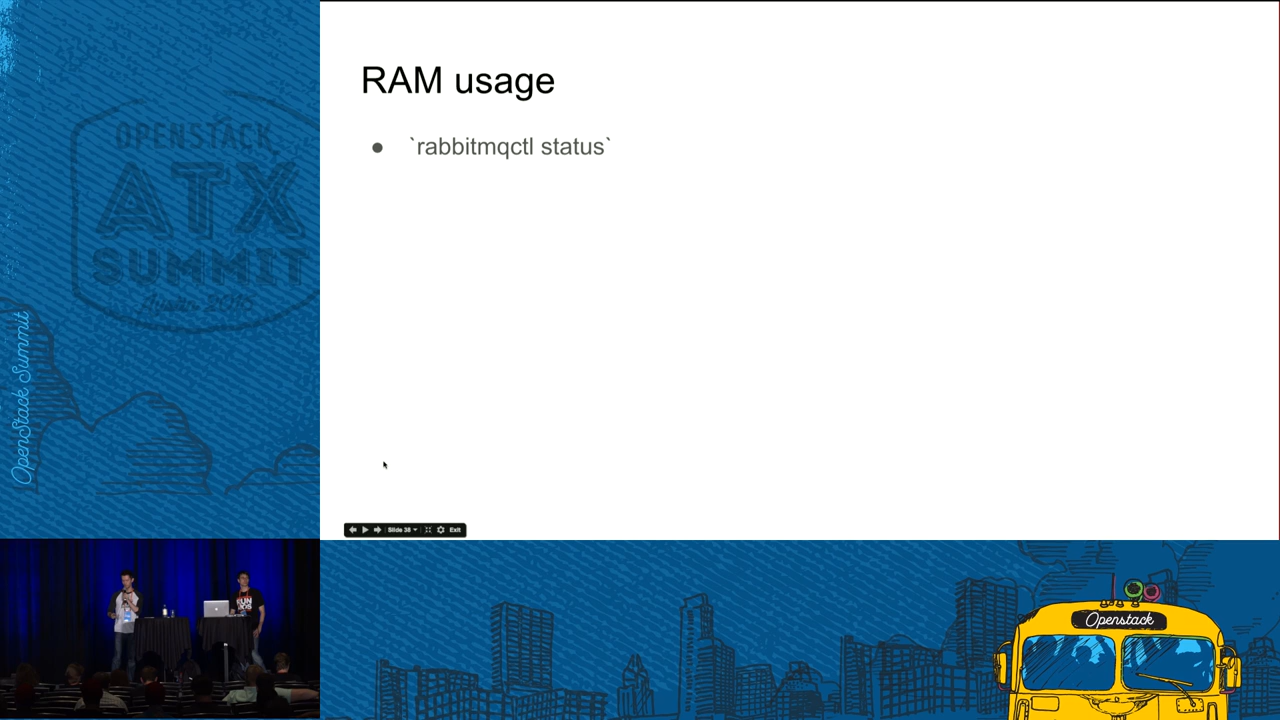 RAM usage
● `rabbitmqctl status`
Slide 38
Exit
OPENSTACK
ATX
SUMMIT
Austin 2016
OpenStack Summit
Openstack